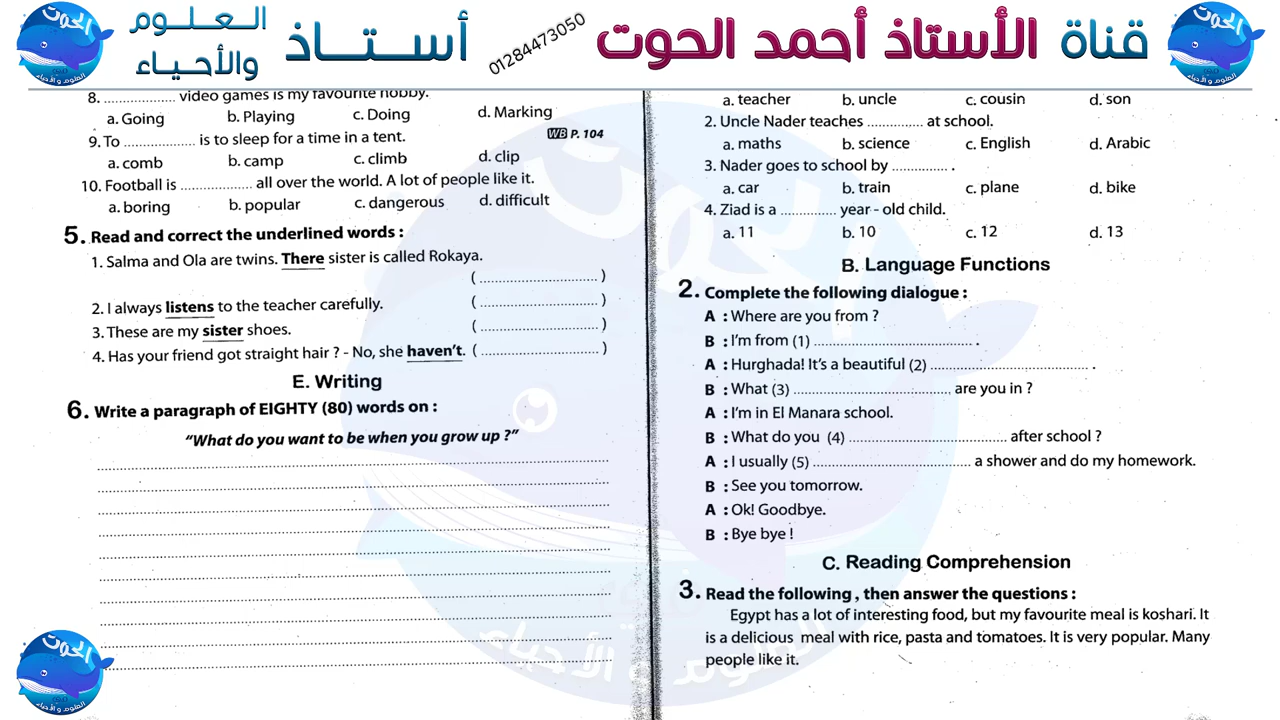 قناة الأستاذ أحمد الحوت
01284473050
أستاذ
العلوم
والأحياء
8. .................. video games is my favourite hobby.
a. Going b. Playing c. Doing d. Marking
9. To .................. is to sleep for a time in a tent. WB P. 104
a. comb b. camp c. climb d. clip
10. Football is .................. all over the world. A lot of people like it.
a. boring b. popular c. dangerous d. difficult
5. Read and correct the underlined words :
1. Salma and Ola are twins. There sister is called Rokaya.
( .............................. )
2. I always listens to the teacher carefully. ( .............................. )
3. These are my sister shoes. ( .............................. )
4. Has your friend got straight hair ? - No, she haven't. ( .............................. )
E. Writing
6. Write a paragraph of EIGHTY (80) words on :
"What do you want to be when you grow up ?"
a. teacher b. uncle c. cousin d. son
2. Uncle Nader teaches .............. at school.
a. maths b. science c. English d. Arabic
3. Nader goes to school by .............. .
a. car b. train c. plane d. bike
4. Ziad is a .............. year - old child.
a. 11 b. 10 c. 12 d. 13
B. Language Functions
2. Complete the following dialogue :
A : Where are you from ?
B : I'm from (1) ........................................ .
A : Hurghada! It's a beautiful (2) ........................................ .
B : What (3) ........................................ are you in ?
A : I'm in El Manara school.
B : What do you (4) ........................................ after school ?
A : I usually (5) ........................................ a shower and do my homework.
B : See you tomorrow.
A : Ok! Goodbye.
B : Bye bye !
C. Reading Comprehension
3. Read the following , then answer the questions :
Egypt has a lot of interesting food, but my favourite meal is koshari. It
is a delicious meal with rice, pasta and tomatoes. It is very popular. Many
people like it.
الحوت
العلوم و الأحياء